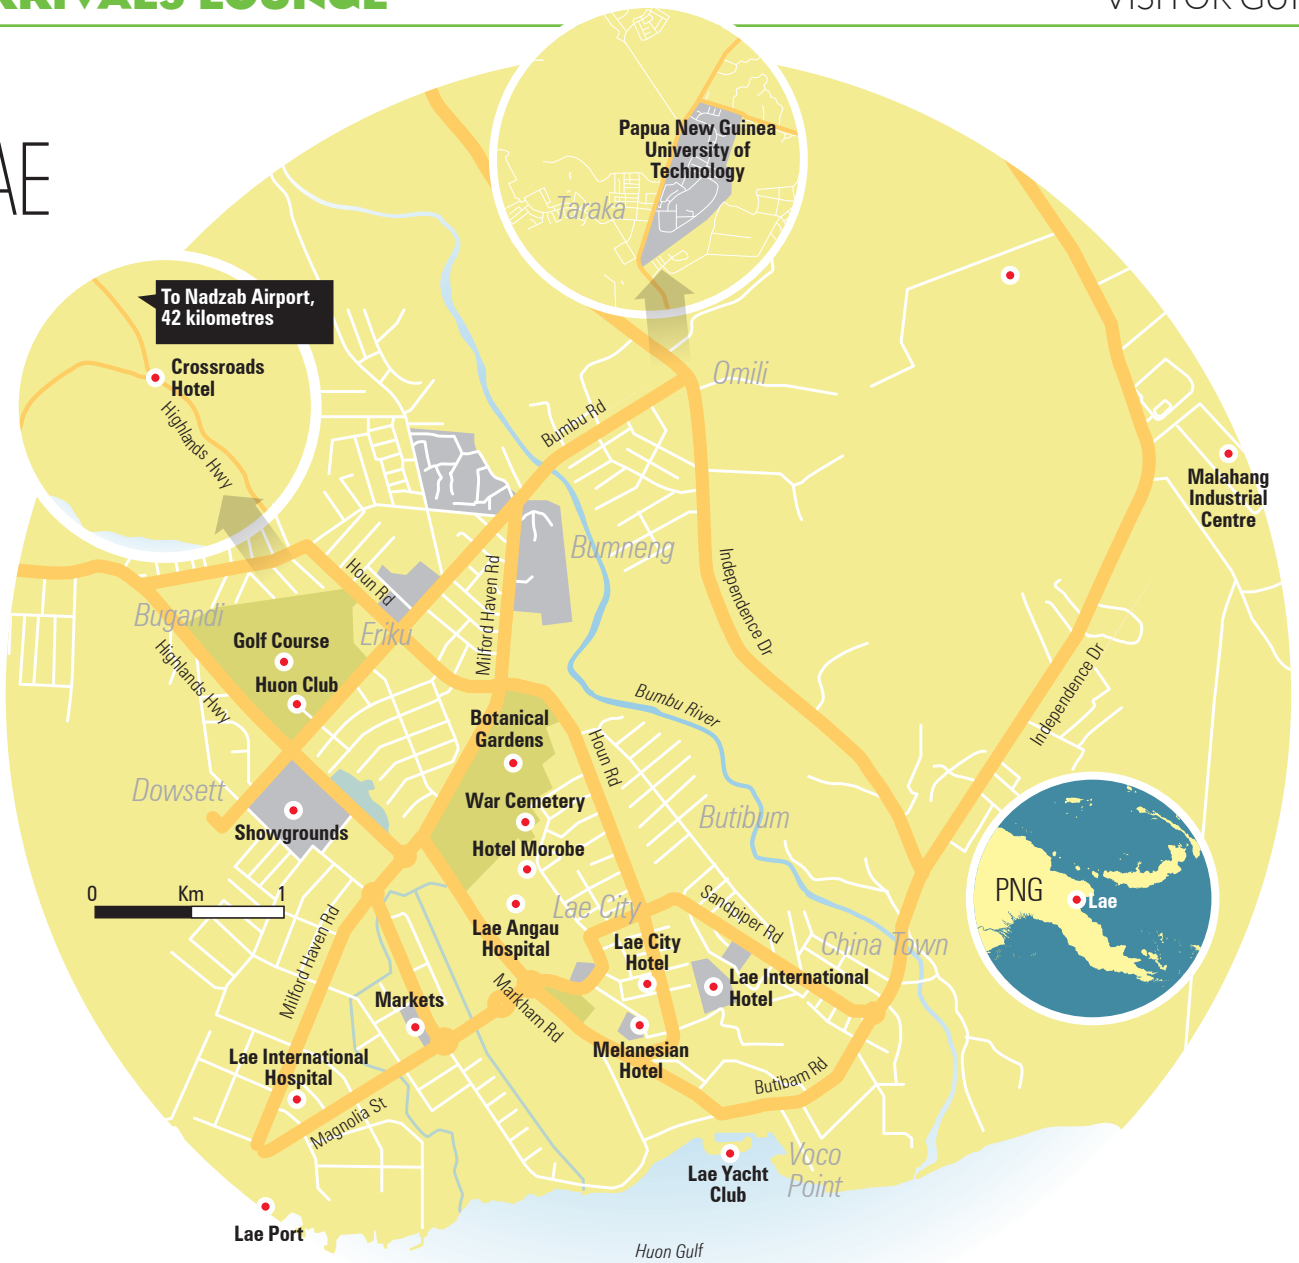 ARRIVALS LOUNGE
AE
Papua New Guinea
University of
Technology
Taraka
To Nadzab Airport,
42 kilometres
Crossroads
Hotel
Highlands Hwy
Omili
Bumbu Rd
Malahang
Industrial
Centre
Bumneng
Houn Rd
Milford Haven Rd
Independence Dr
Bugandi
Eriku
Golf Course
Huon Club
Highlands Hwy
Independence Dr
Bumbu River
Botanical
Gardens
Houn Rd
Dowsett
War Cemetery
Butibum
Showgrounds
Hotel Morobe
0 Km 1
PNG
Lae
Lae City
Sandpiper Rd
Lae Angau
Hospital
Lae City
Hotel
China Town
Milford Haven Rd
Lae International
Hotel
Markets
Markham Rd
Melanesian
Hotel
Lae International
Hospital
Butibam Rd
Magnolia St
Voco
Point
Lae Yacht
Club
Lae Port
Huon Gulf